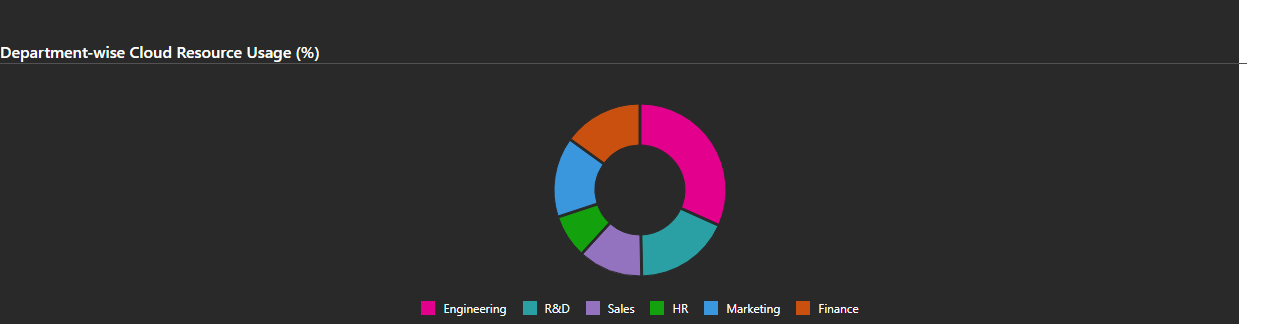 Department-wise Cloud Resource Usage (%)
Engineering R&D Sales HR Marketing Finance